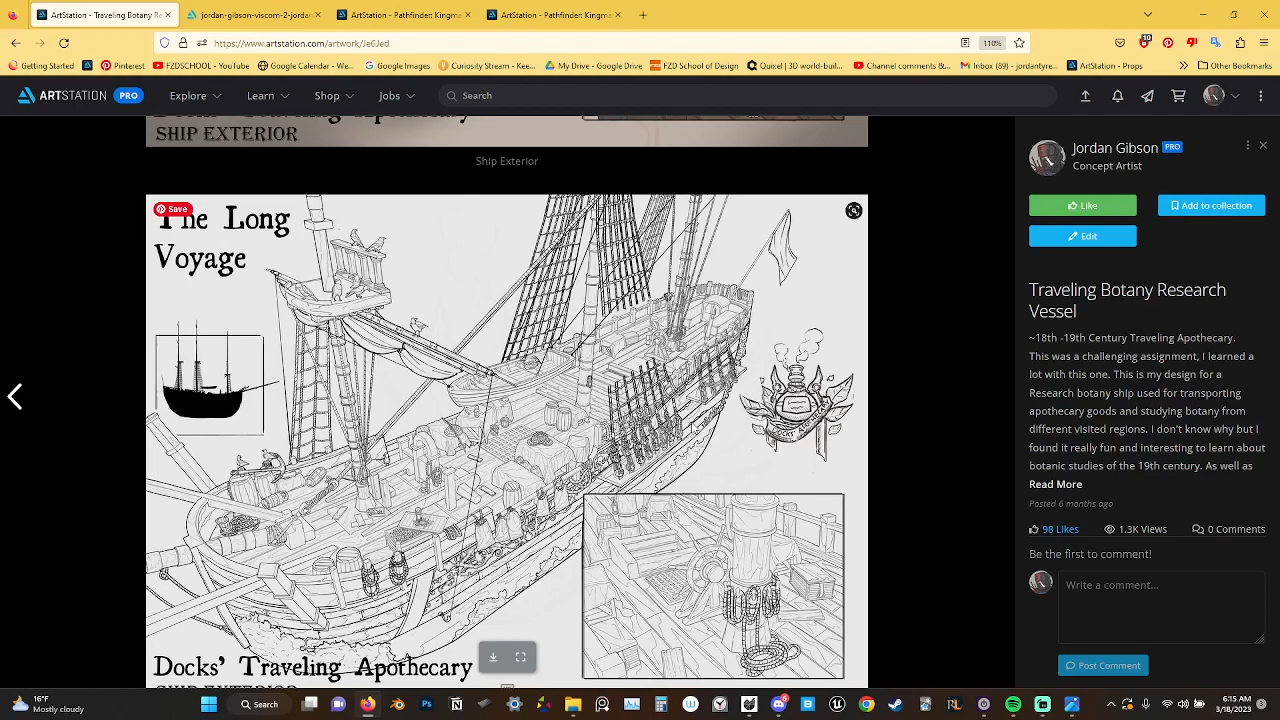 ArtStation - Traveling Botany Re
jordan-gibson-viscom-2-jordan
ArtStation - Pathfinder: Kingma
ArtStation - Pathfinder: Kingma
https://www.artstation.com/artwork/Je6Jed
110%
10
Getting Started
Pinterest
FZDSCHOOL - YouTube
Google Calendar - We...
Google Images
Curiosity Stream - Kee...
My Drive - Google Drive
FZD School of Design
Quixel | 3D world-buil...
Channel comments &...
Inbox (89) - jordantyre...
ArtStation - Props
Other Bookmarks
ARTSTATION PRO
Explore
Learn
Shop
Jobs
Search
SHIP EXTERIOR
Ship Exterior
Save
The Long
Voyage
Docks' Traveling Apothecary
Jordan Gibson PRO
Concept Artist
Like
Add to collection
Edit
Traveling Botany Research
Vessel
~18th -19th Century Traveling Apothecary.
This was a challenging assignment, I learned a
lot with this one. This is my design for a
Research botany ship used for transporting
apothecary goods and studying botany from
different visited regions. I don't know why but I
found it really fun and interesting to learn about
botanic studies of the 19th century. As well as
Read More
Posted 6 months ago
98 Likes
1.3K Views
0 Comments
Be the first to comment!
Write a comment...
Post Comment
16°F
Mostly cloudy
Search
1:43 PM
3/18/2023